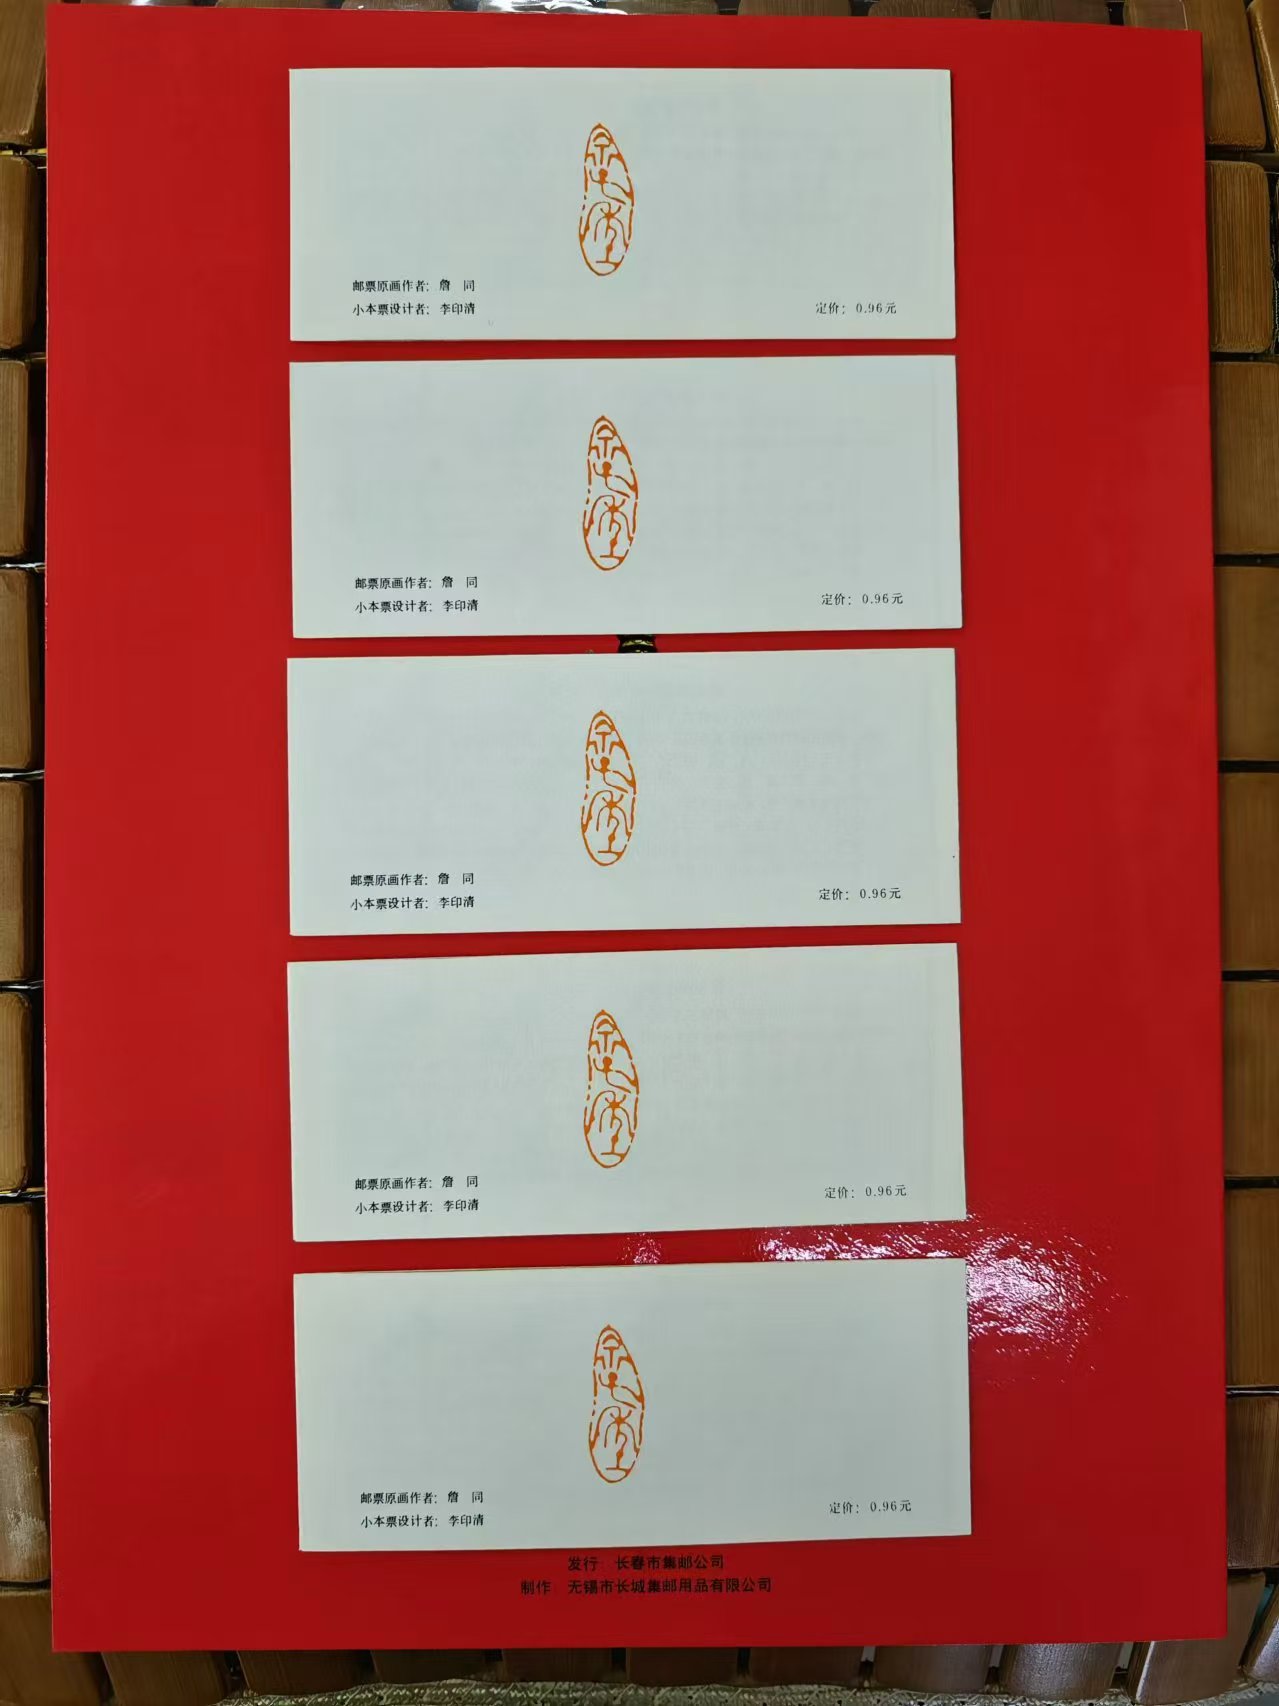 邮票原画作者：詹　同
小本票设计者：李印清
定价：0.96元
邮票原画作者：詹　同
小本票设计者：李印清
定价：0.96元
邮票原画作者：詹　同
小本票设计者：李印清
定价：0.96元
邮票原画作者：詹　同
小本票设计者：李印清
定价：0.96元
邮票原画作者：詹　同
小本票设计者：李印清
定价：0.96元
发行：长春市集邮公司
制作：无锡市长城集邮用品有限公司